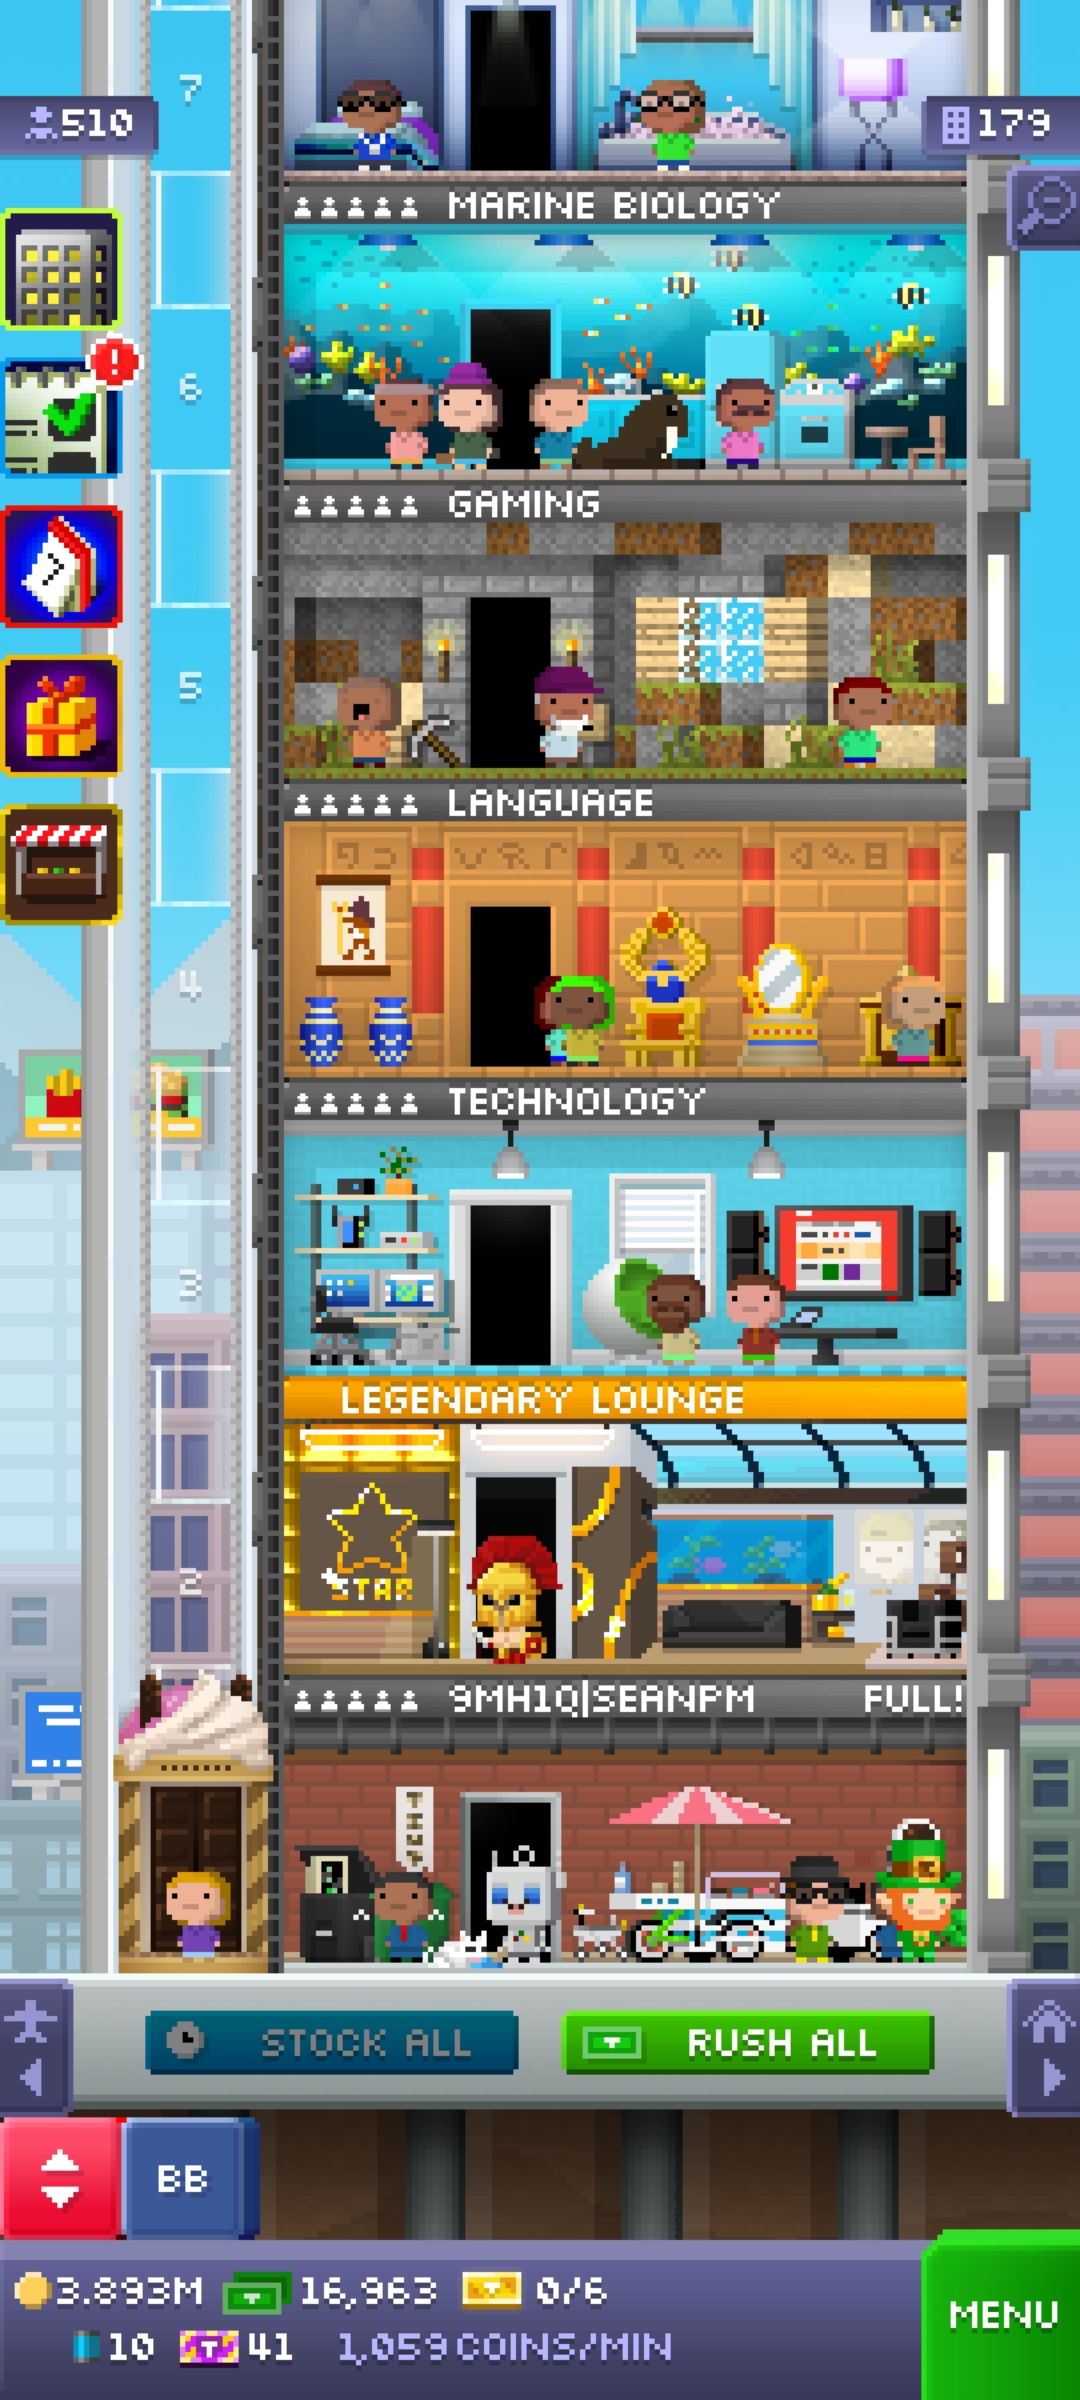 7
510
179
MARINE BIOLOGY
6
GAMING
5
LANGUAGE
4
TECHNOLOGY
3
LEGENDARY LOUNGE
STAR
2
9MH1Q|SEANPM FULL!
STOCK ALL
RUSH ALL
BB
3.893M 16,963 0/6
10 41 1,059 COINS/MIN
MENU